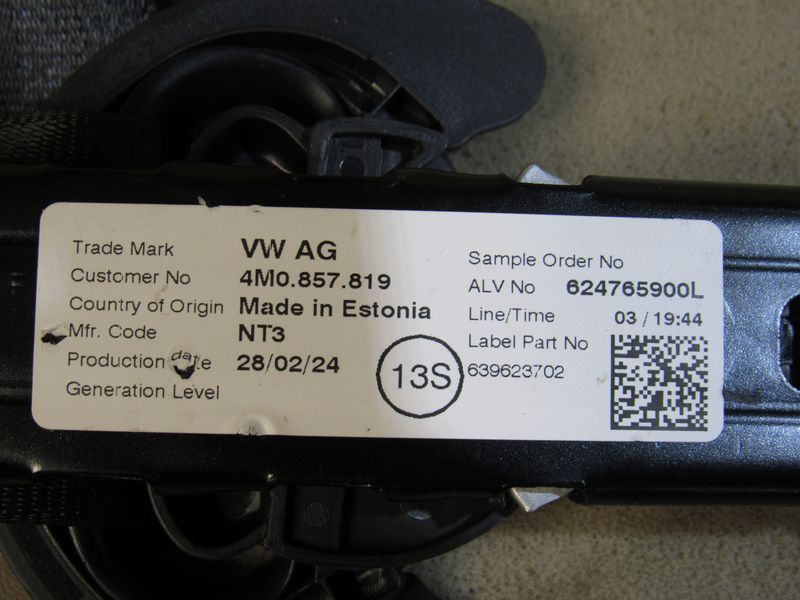 Trade Mark VW AG
Customer No 4M0.857.819
Country of Origin Made in Estonia
Mfr. Code NT3
Production date 28/02/24
Generation Level
13S
Sample Order No
ALV No 624765900L
Line/Time 03 / 19:44
Label Part No
639623702